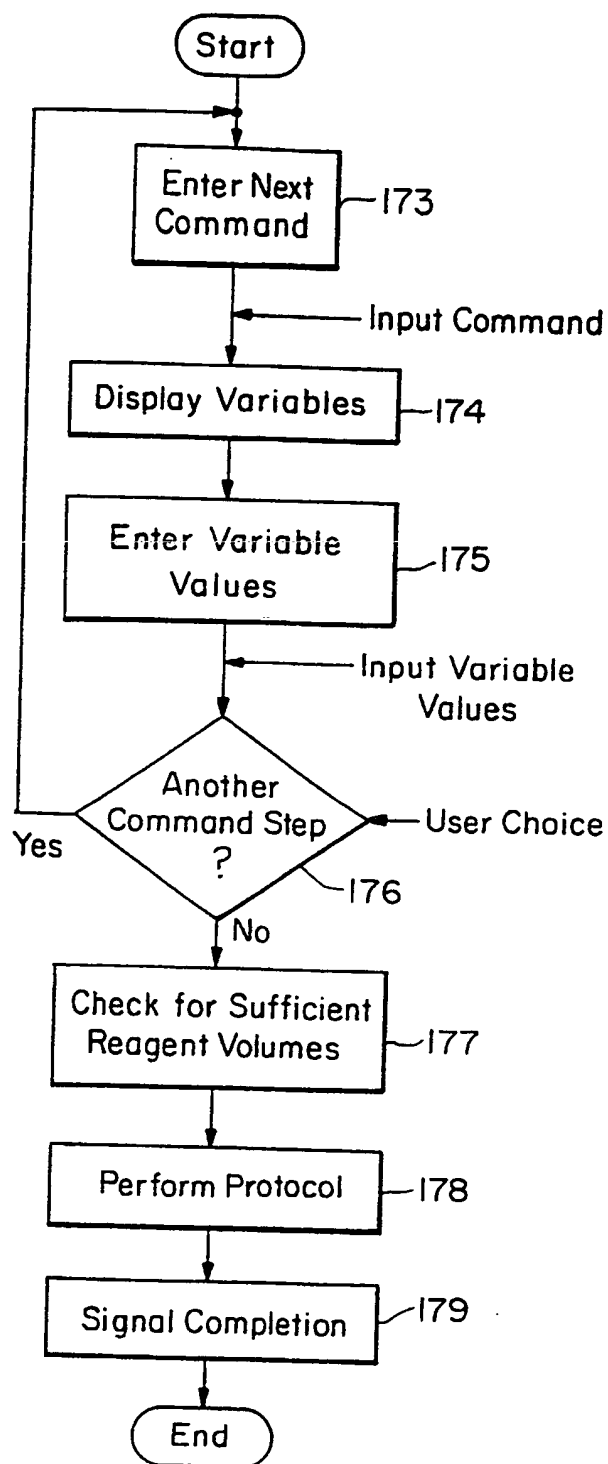 Start
Enter Next
Command
173
Input Command
Display Variables
174
Enter Variable
Values
175
Input Variable
Values
Another
Command Step
?
User Choice
Yes
176
No
Check for Sufficient
Reagent Volumes
177
Perform Protocol
178
Signal Completion
179
End